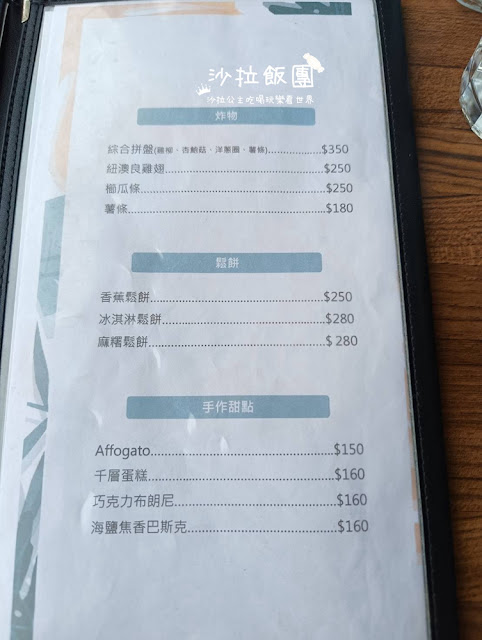 沙拉飯團
沙拉公主吃喝玩樂看世界
炸物
綜合拼盤(雞柳、杏鮑菇、洋蔥圈、薯條)..................$350
紐澳良雞翅......................................................$250
櫛瓜條............................................................$250
薯條...............................................................$180
鬆餅
香蕉鬆餅.........................................................$250
冰淇淋鬆餅......................................................$280
麻糬鬆餅.........................................................$ 280
手作甜點
Affogato.........................................................$150
千層蛋糕.........................................................$160
巧克力布朗尼...................................................$160
海鹽焦香巴斯克................................................$160